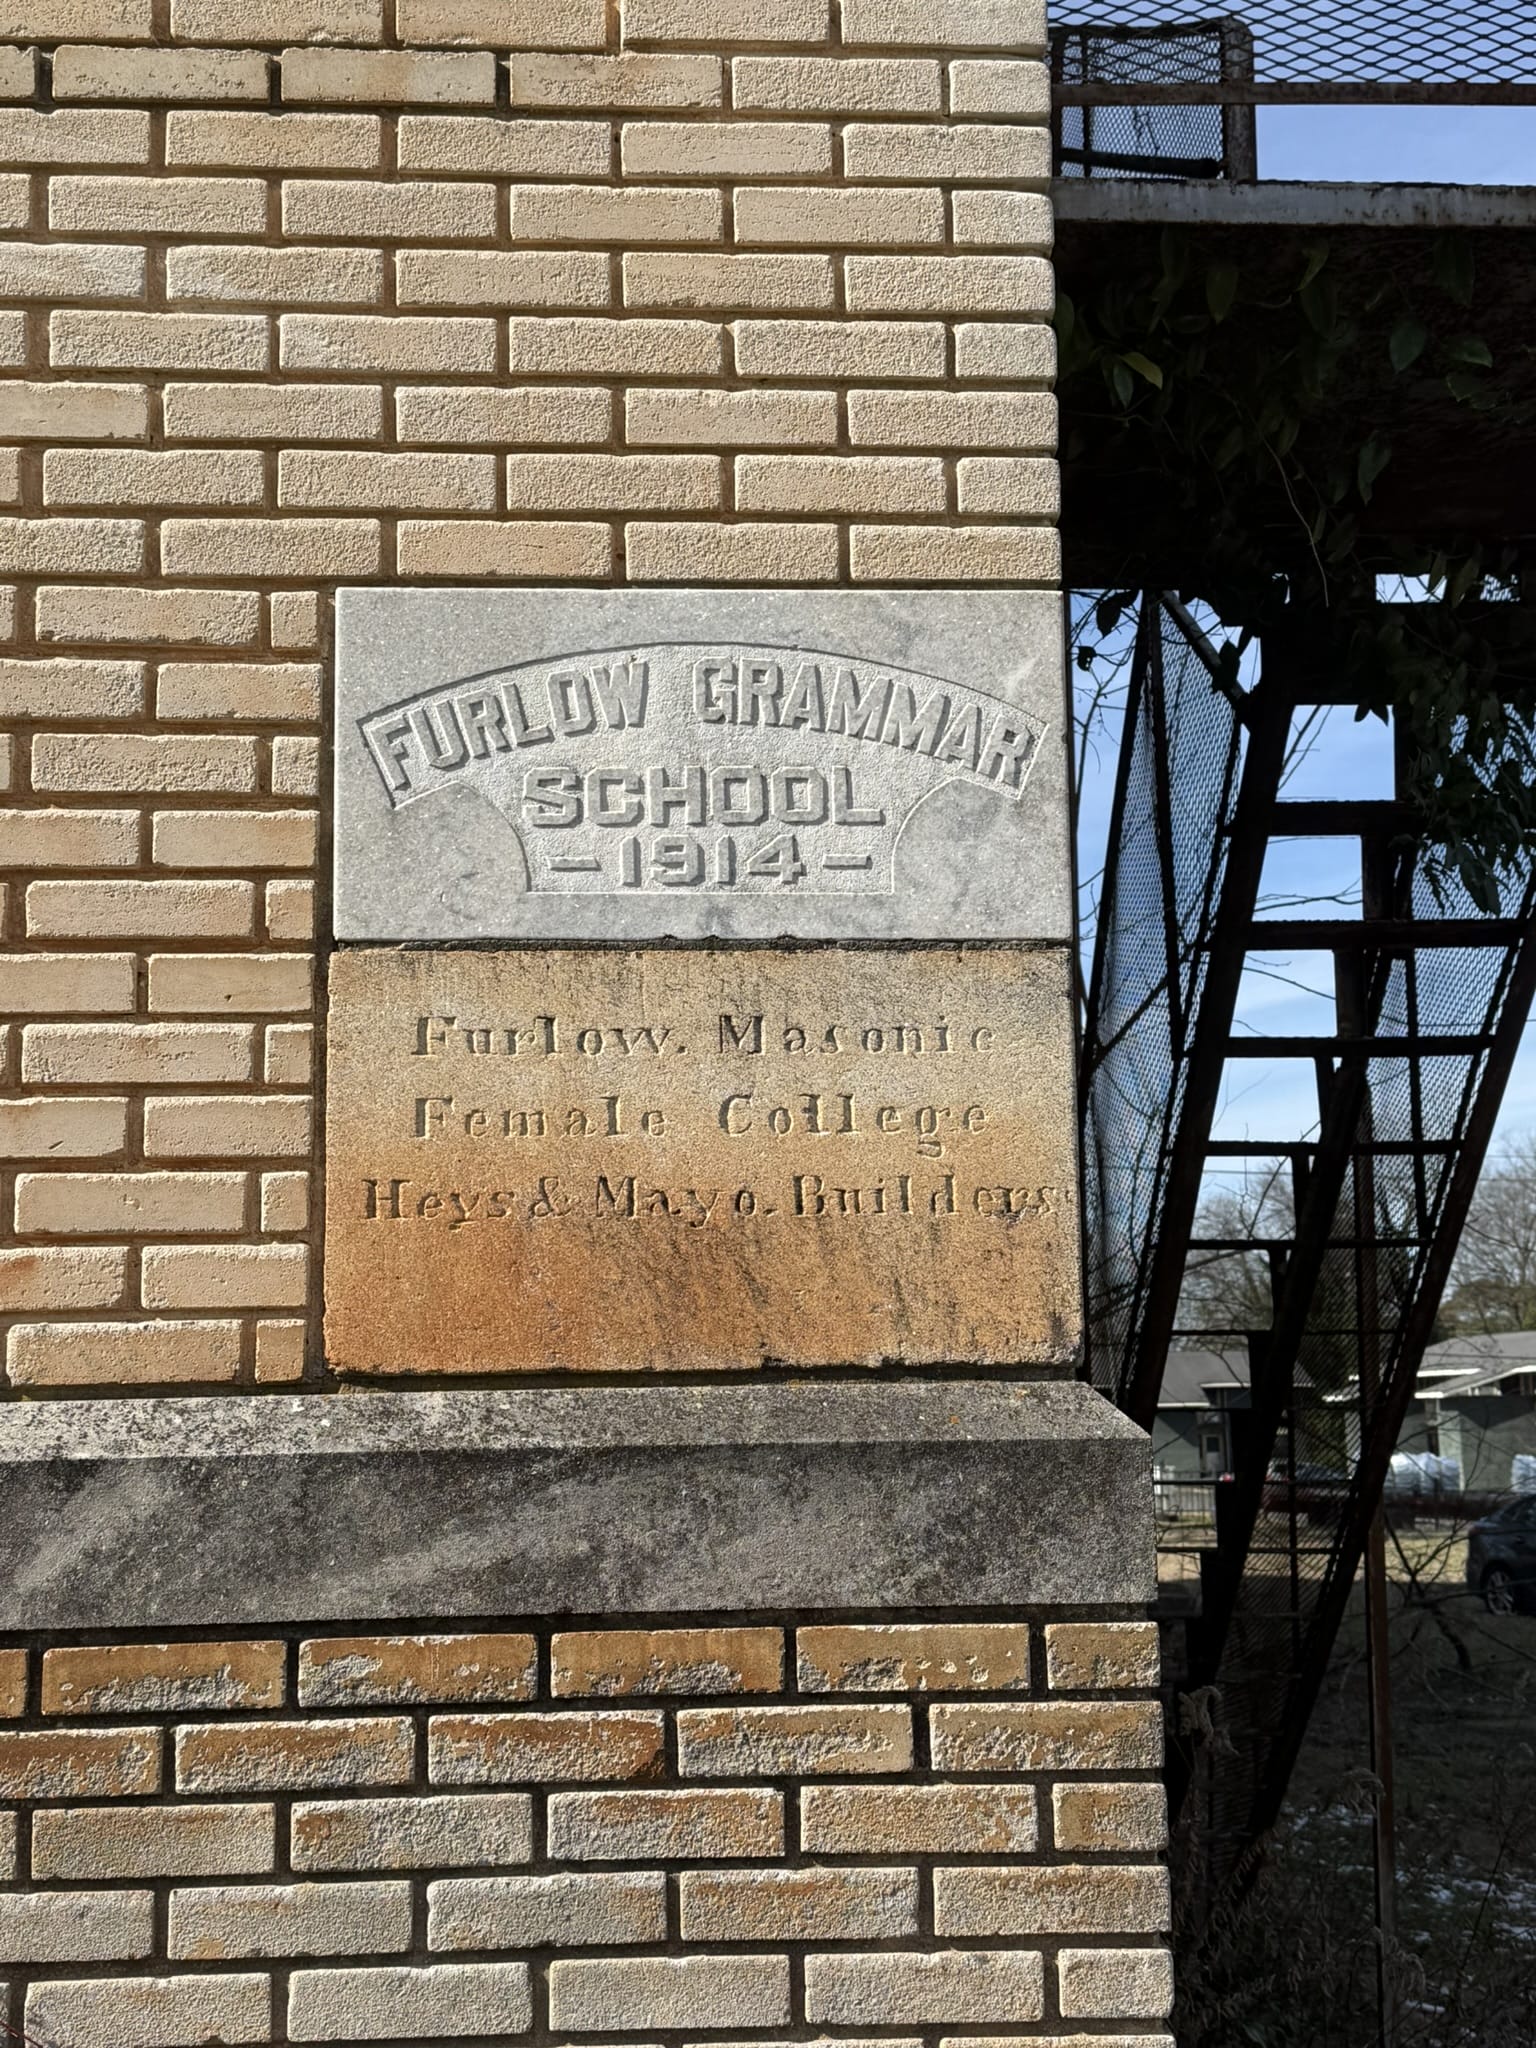 FURLOW GRAMMAR
SCHOOL
-1914-
Furlow. Masonic
Female College
Heys & Mayo. Builders